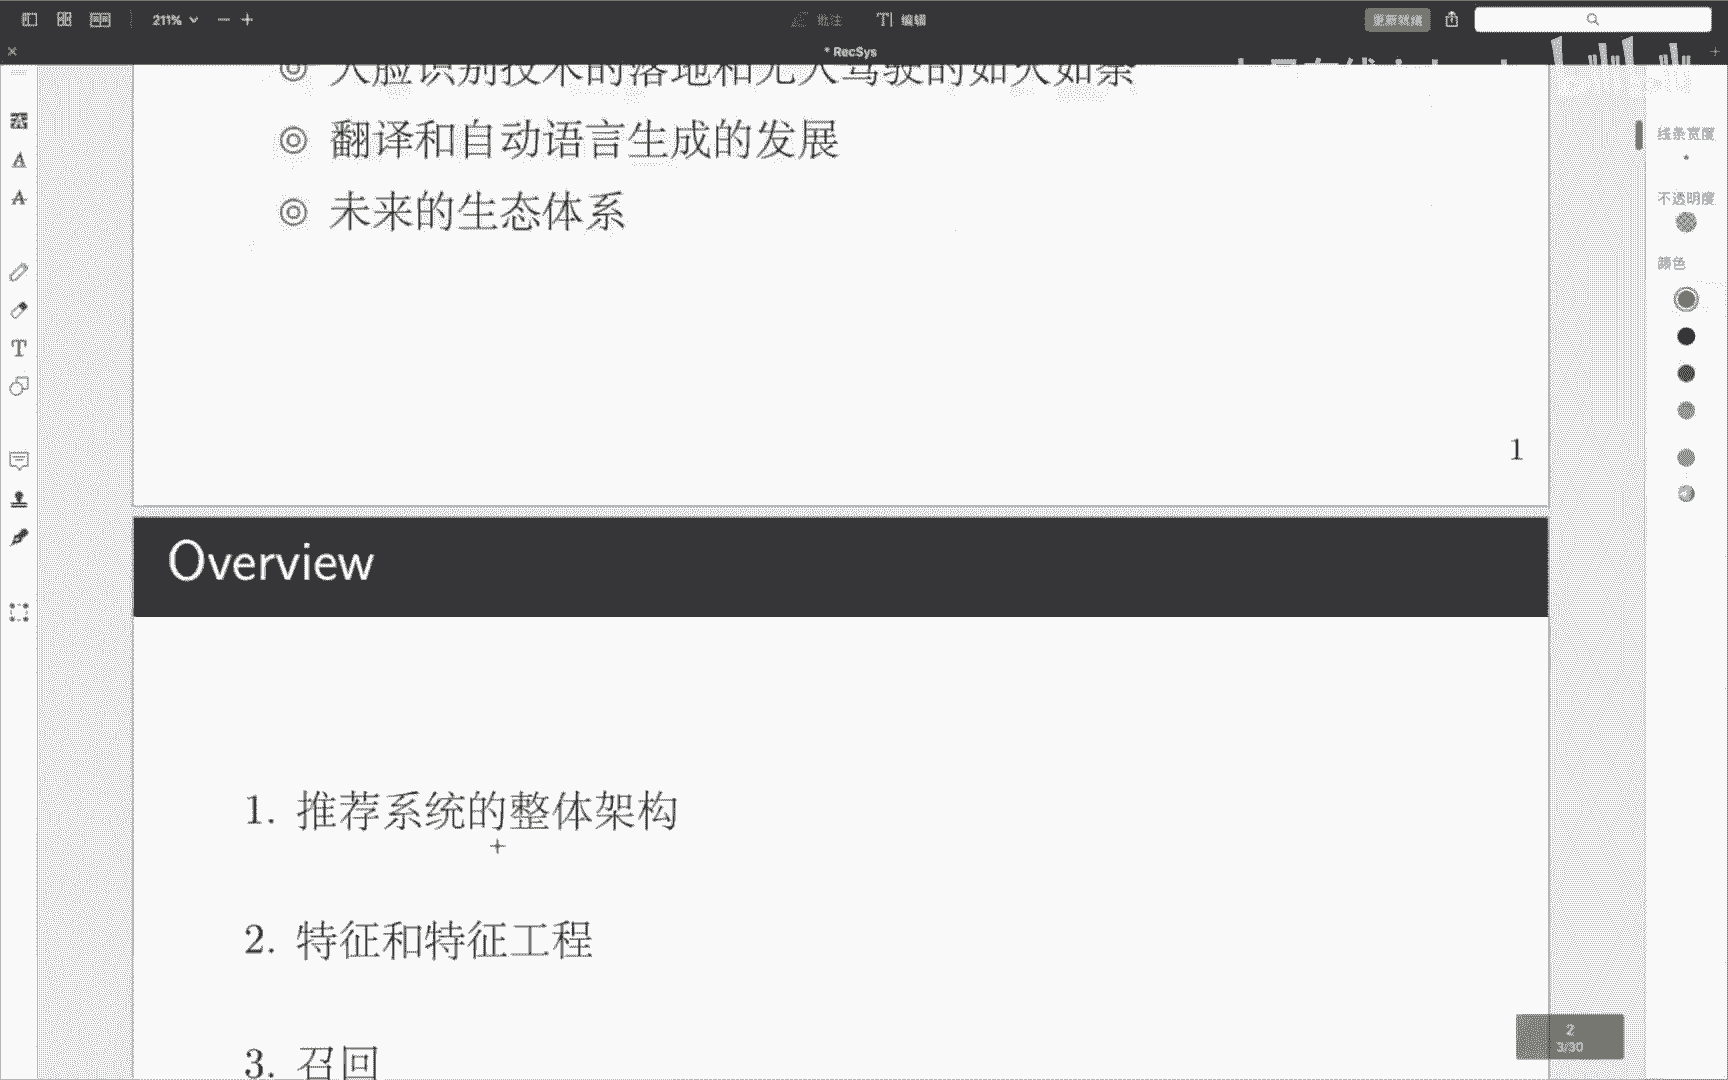 211%
批注
编辑
更新就绪
* RecSys
人脸识别技术的落地和无人驾驶的如火如荼
线条宽度
翻译和自动语言生成的发展
不透明度
未来的生态体系
颜色
1
Overview
1. 推荐系统的整体架构
2. 特征和特征工程
3. 召回
2
3/30